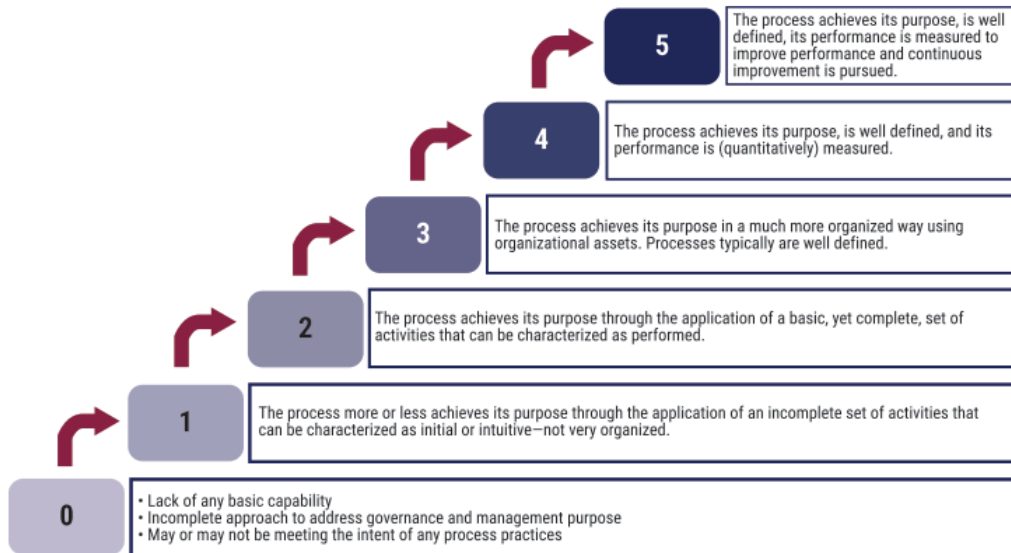 5
The process achieves its purpose, is well
defined, its performance is measured to
improve performance and continuous
improvement is pursued.
4
The process achieves its purpose, is well defined, and its
performance is (quantitatively) measured.
3
The process achieves its purpose in a much more organized way using
organizational assets. Processes typically are well defined.
2
The process achieves its purpose through the application of a basic, yet complete, set of
activities that can be characterized as performed.
1
The process more or less achieves its purpose through the application of an incomplete set of activities that
can be characterized as initial or intuitive—not very organized.
0
• Lack of any basic capability
• Incomplete approach to address governance and management purpose
• May or may not be meeting the intent of any process practices